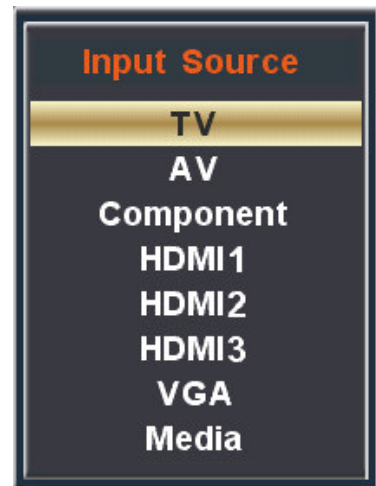 Input Source
TV
AV
Component
HDMI1
HDMI2
HDMI3
VGA
Media